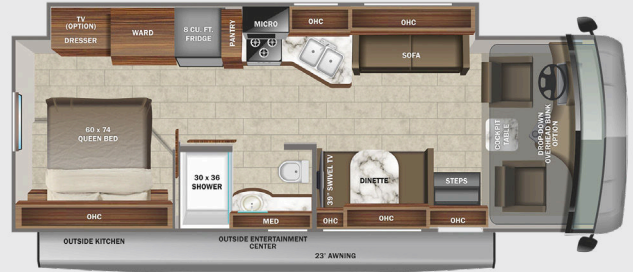 TV
(OPTION)
DRESSER
WARD
8 CU. FT.
FRIDGE
PANTRY
MICRO
OHC
OHC
SOFA
60 x 74
QUEEN BED
30 x 36
SHOWER
39" SWIVEL TV
DINETTE
STEPS
COCKPIT
TABLE
DROP-DOWN
OVERHEAD BUNK
OPTION
OHC
MED
OHC
OHC
OHC
OUTSIDE KITCHEN
OUTSIDE ENTERTAINMENT
CENTER
23' AWNING